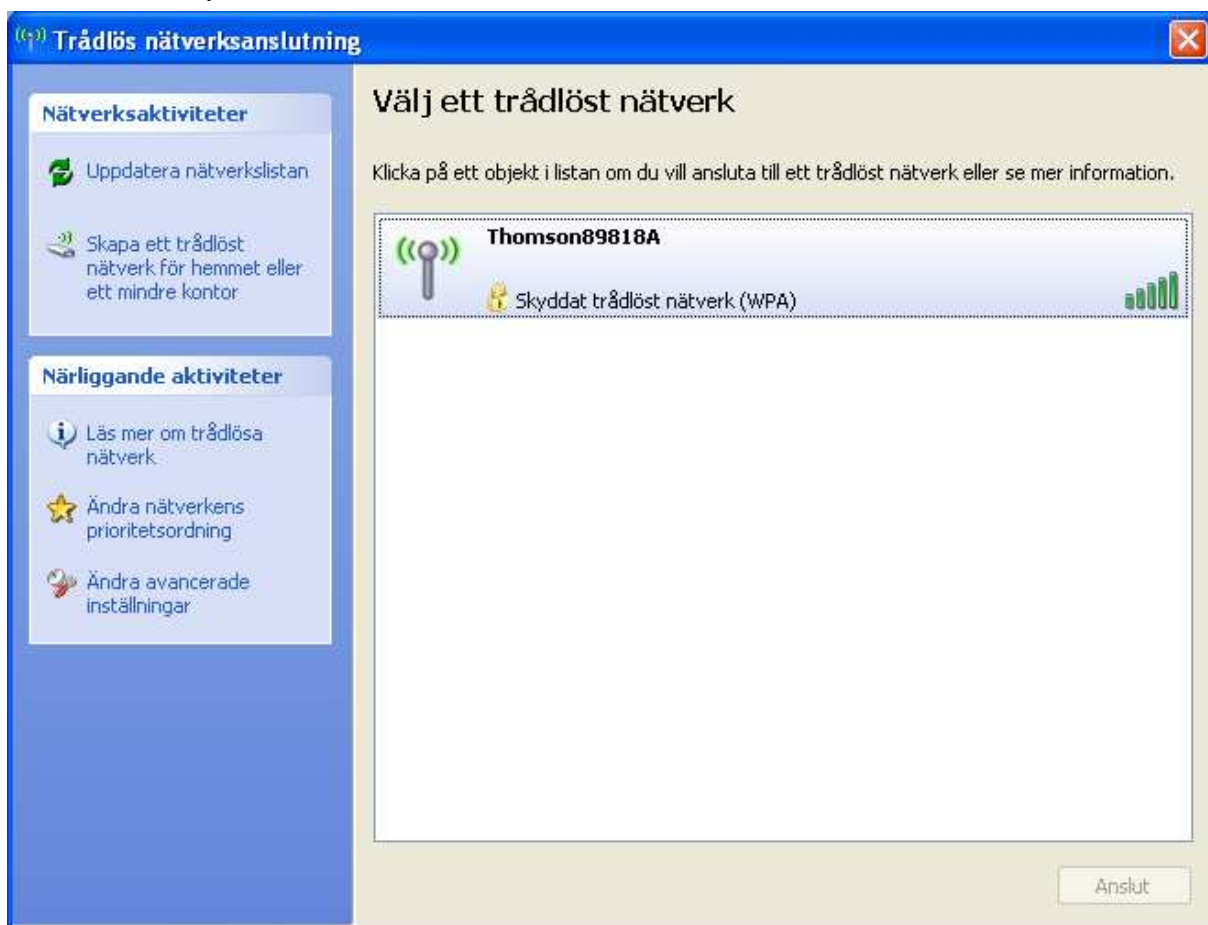 Trådlös nätverksanslutning
Nätverksaktiviteter
Uppdatera nätverkslistan
Skapa ett trådlöst
nätverk för hemmet eller
ett mindre kontor
Närliggande aktiviteter
Läs mer om trådlösa
nätverk
Ändra nätverkens
prioritetsordning
Ändra avancerade
inställningar
Välj ett trådlöst nätverk
Klicka på ett objekt i listan om du vill ansluta till ett trådlöst nätverk eller se mer information.
Thomson89818A
Skyddat trådlöst nätverk (WPA)
Anslut